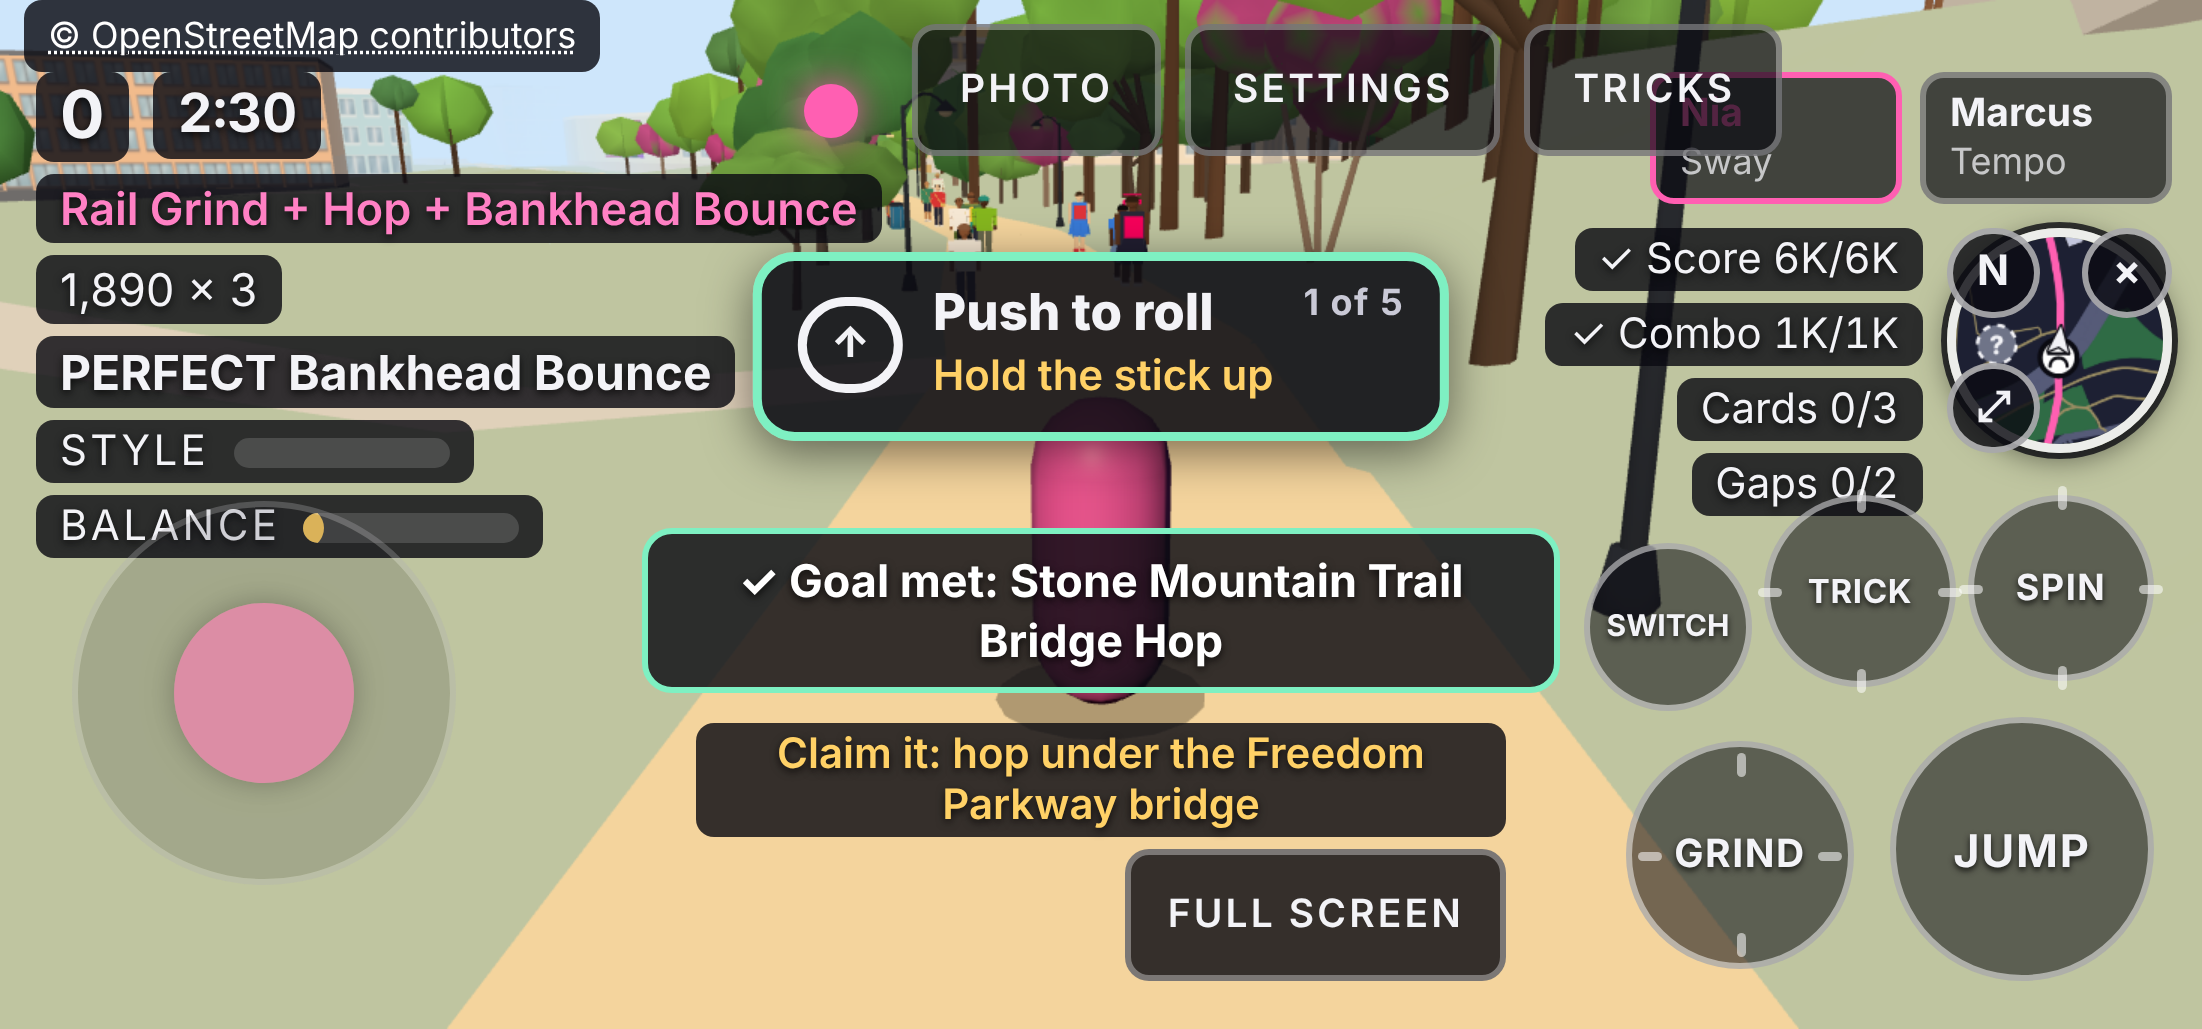 © OpenStreetMap contributors
PHOTO
SETTINGS
TRICKS
0
2:30
Nia
Sway
Marcus
Tempo
Rail Grind + Hop + Bankhead Bounce
1,890 × 3
PERFECT Bankhead Bounce
STYLE
BALANCE
Push to roll
1 of 5
Hold the stick up
✓ Score 6K/6K
✓ Combo 1K/1K
Cards 0/3
Gaps 0/2
N
×
?
✓ Goal met: Stone Mountain Trail
Bridge Hop
Claim it: hop under the Freedom
Parkway bridge
FULL SCREEN
SWITCH
TRICK
SPIN
GRIND
JUMP